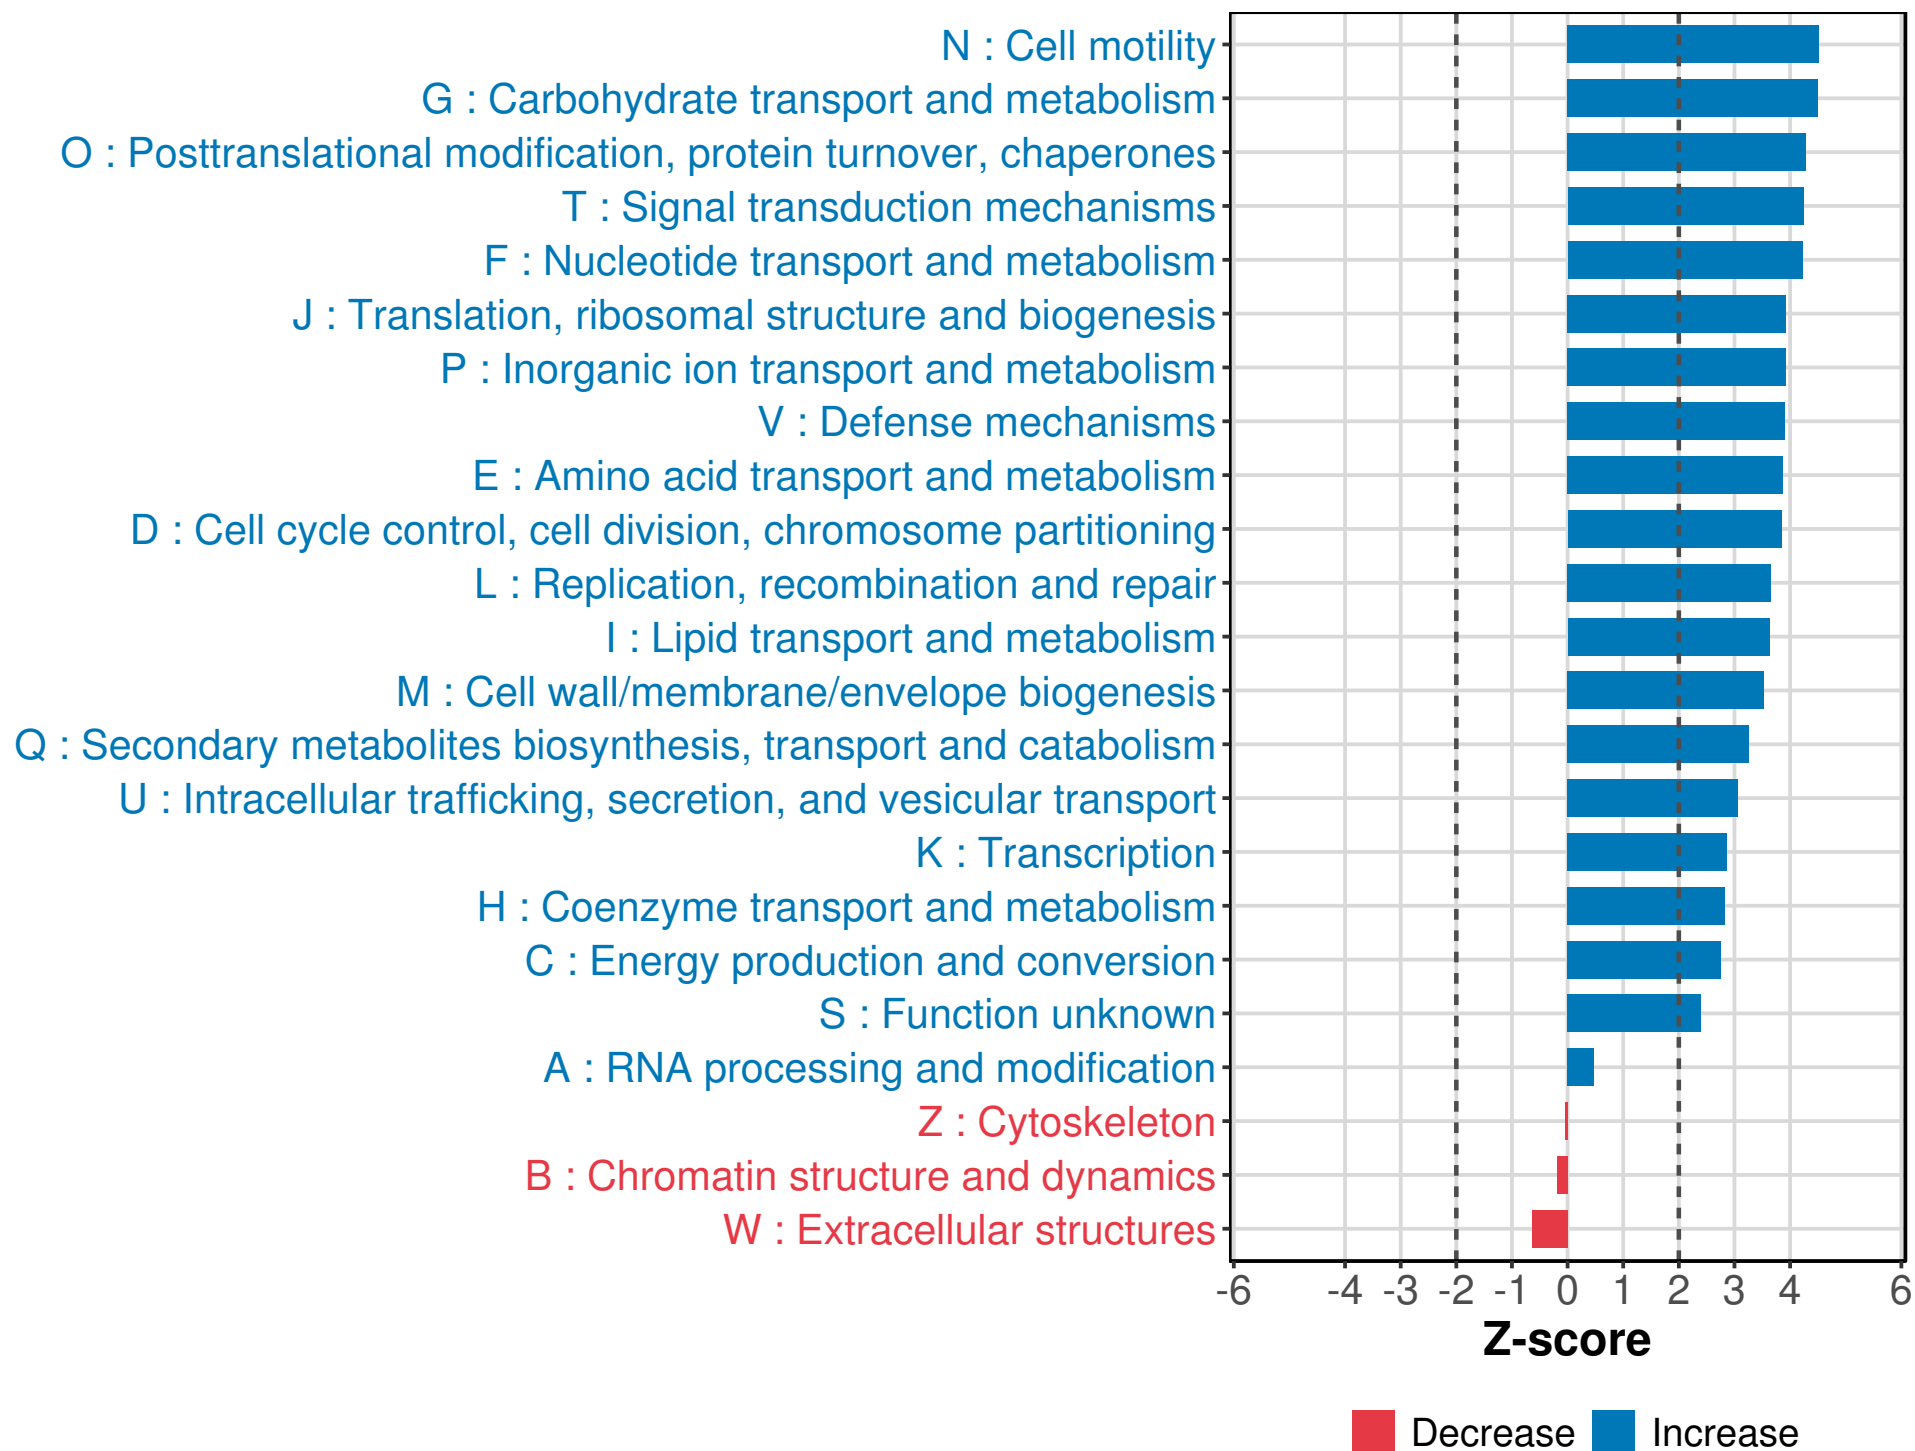 N : Cell motility
G : Carbohydrate transport and metabolism
O : Posttranslational modification, protein turnover, chaperones
T : Signal transduction mechanisms
F : Nucleotide transport and metabolism
J : Translation, ribosomal structure and biogenesis
P : Inorganic ion transport and metabolism
V : Defense mechanisms
E : Amino acid transport and metabolism
D : Cell cycle control, cell division, chromosome partitioning
L : Replication, recombination and repair
I : Lipid transport and metabolism
M : Cell wall/membrane/envelope biogenesis
Q : Secondary metabolites biosynthesis, transport and catabolism
U : Intracellular trafficking, secretion, and vesicular transport
K : Transcription
H : Coenzyme transport and metabolism
C : Energy production and conversion
S : Function unknown
A : RNA processing and modification
Z : Cytoskeleton
B : Chromatin structure and dynamics
W : Extracellular structures
-6 -4 -3 -2 -1 0 1 2 3 4 6
Z-score
Decrease Increase